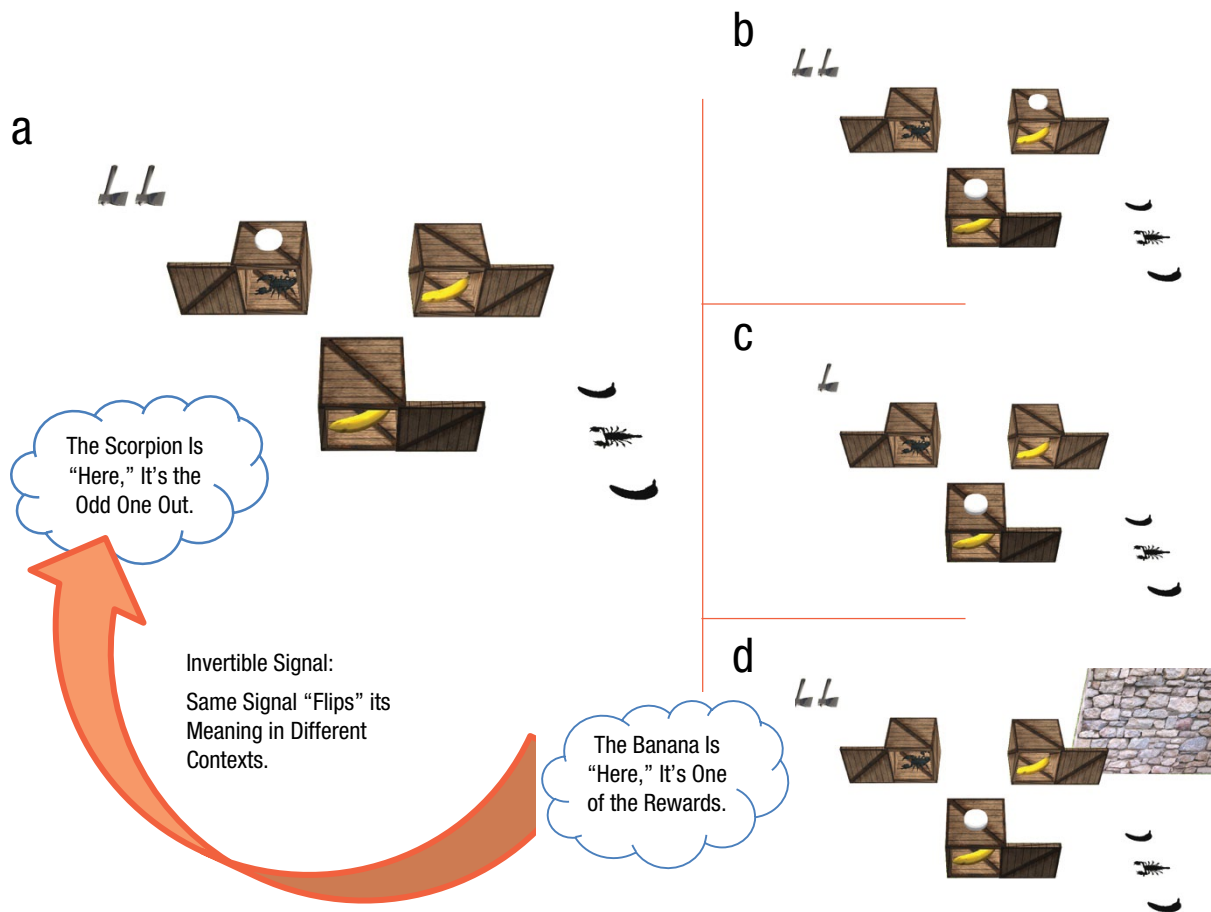 a
The Scorpion Is
“Here,” It’s the
Odd One Out.
Invertible Signal:
Same Signal “Flips” its
Meaning in Different
Contexts.
The Banana Is
“Here,” It’s One
of the Rewards.
b
c
d